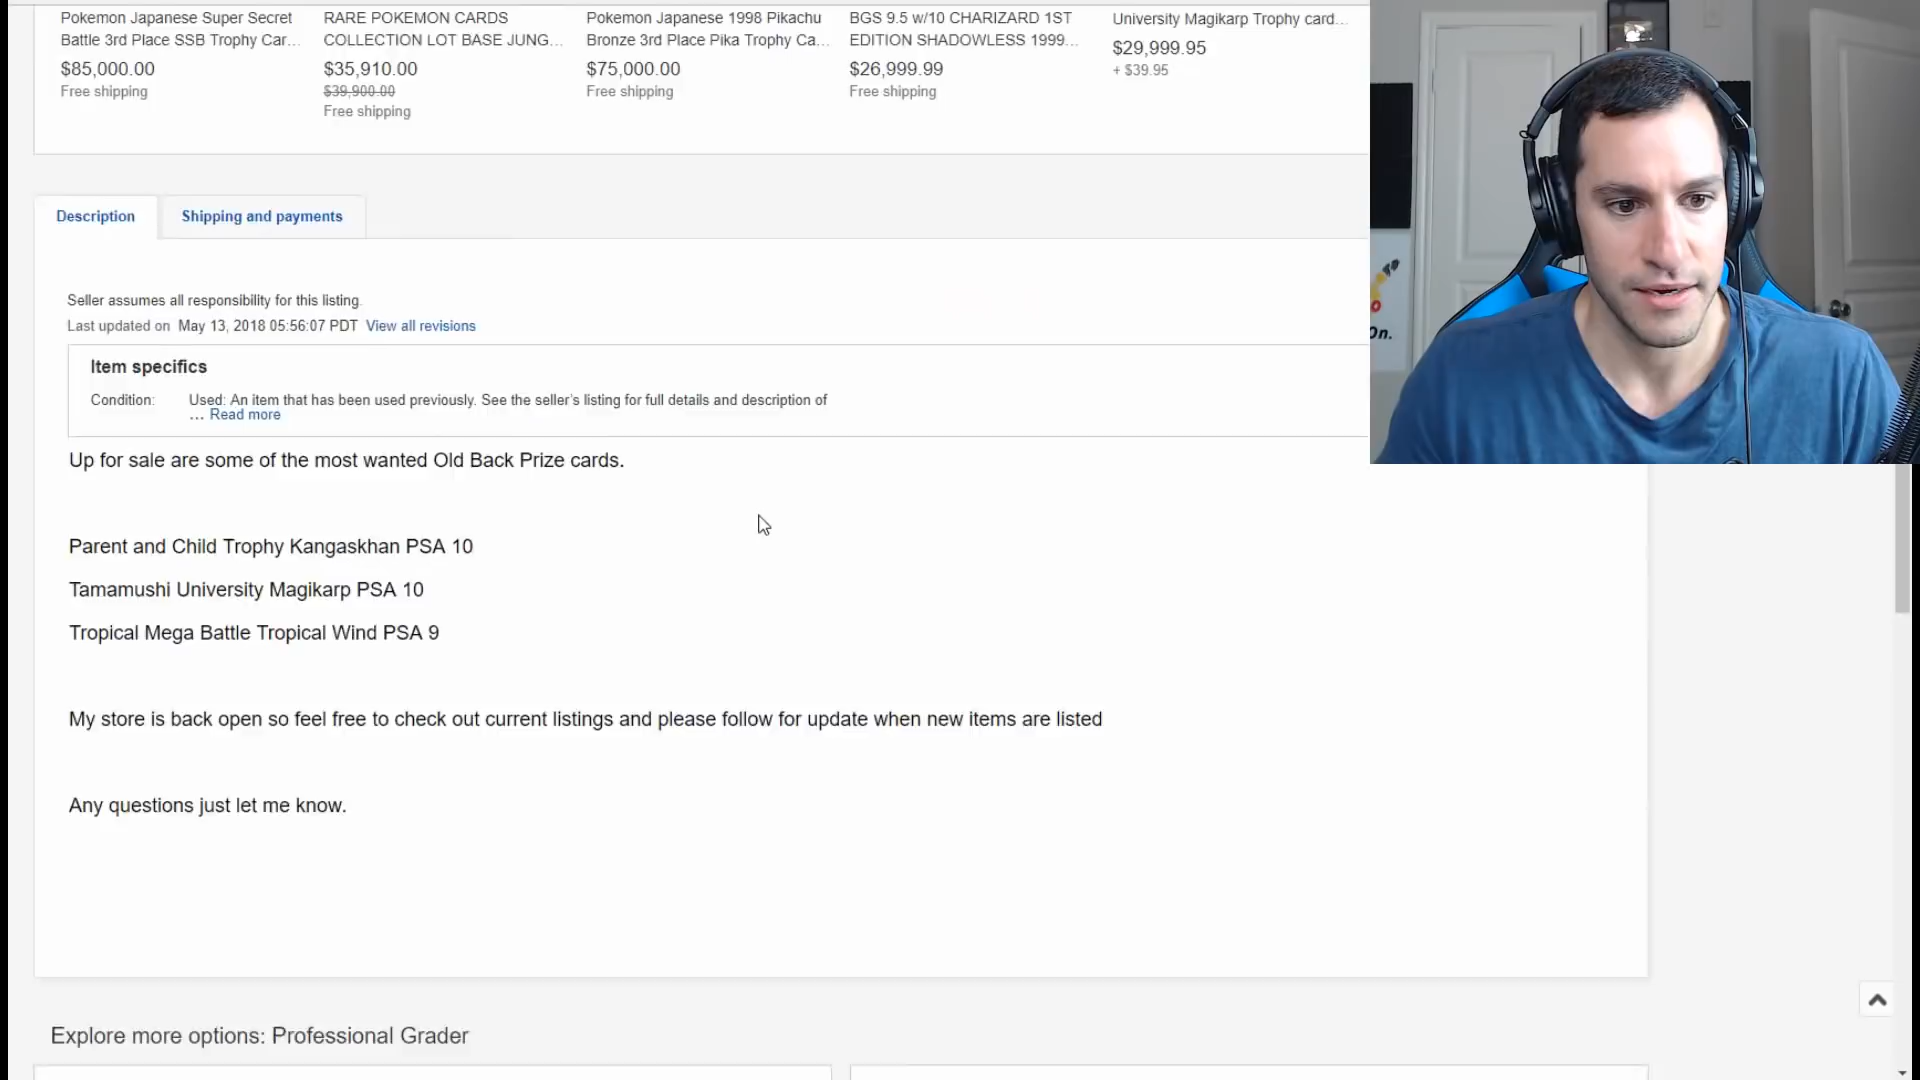 Pokemon Japanese Super Secret
Battle 3rd Place SSB Trophy Car...
$85,000.00
Free shipping
RARE POKEMON CARDS
COLLECTION LOT BASE JUNG...
$35,910.00
$39,900.00
Free shipping
Pokemon Japanese 1998 Pikachu
Bronze 3rd Place Pika Trophy Ca...
$75,000.00
Free shipping
BGS 9.5 w/10 CHARIZARD 1ST
EDITION SHADOWLESS 1999...
$26,999.99
Free shipping
University Magikarp Trophy card...
$29,999.95
+ $39.95
Description
Shipping and payments
Seller assumes all responsibility for this listing.
Last updated on May 13, 2018 05:56:07 PDT View all revisions
Item specifics
Condition: Used: An item that has been used previously. See the seller's listing for full details and description of
... Read more
Up for sale are some of the most wanted Old Back Prize cards.
Parent and Child Trophy Kangaskhan PSA 10
Tamamushi University Magikarp PSA 10
Tropical Mega Battle Tropical Wind PSA 9
My store is back open so feel free to check out current listings and please follow for update when new items are listed
Any questions just let me know.
Explore more options: Professional Grader
On.